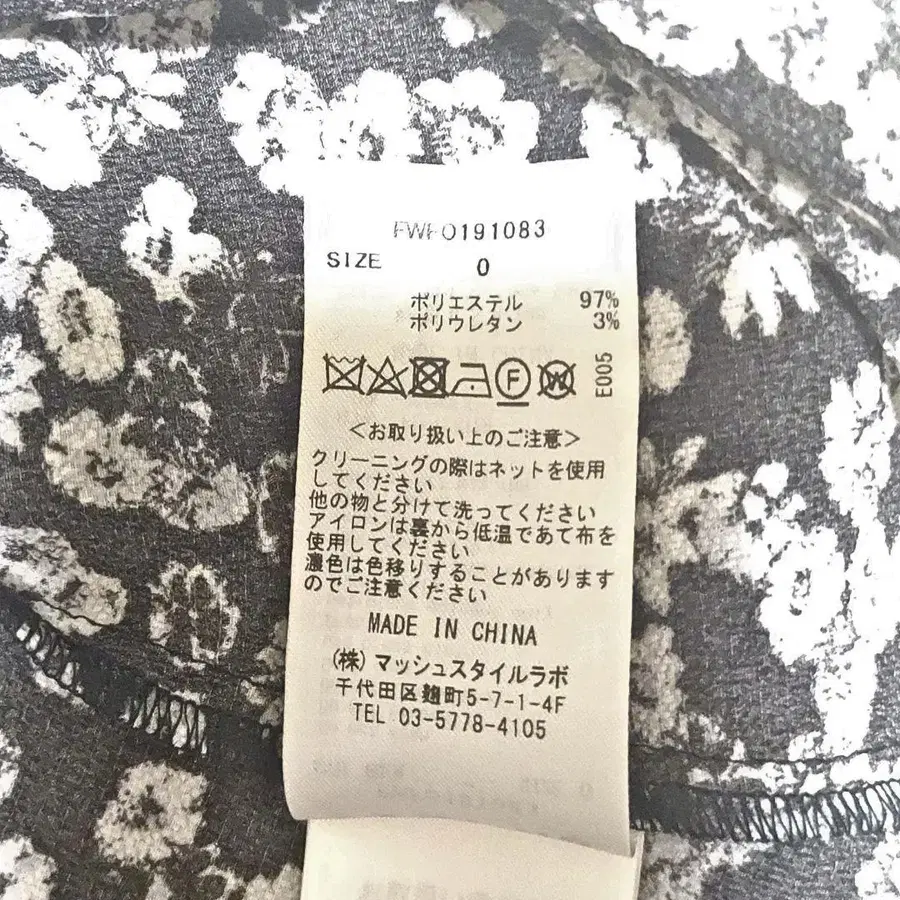 FWFO191083
SIZE 0
ポリエステル 97%
ポリウレタン 3%
F W E005
<お取り扱い上のご注意>
クリーニングの際はネットを使用
してください
他の物と分けて洗ってください
アイロンは裏から低温であて布を
使用してください
濃色は色移りすることがあります
のでご注意ください
MADE IN CHINA
(株)マッシュスタイルラボ
千代田区麹町5-7-1-4F
TEL 03-5778-4105